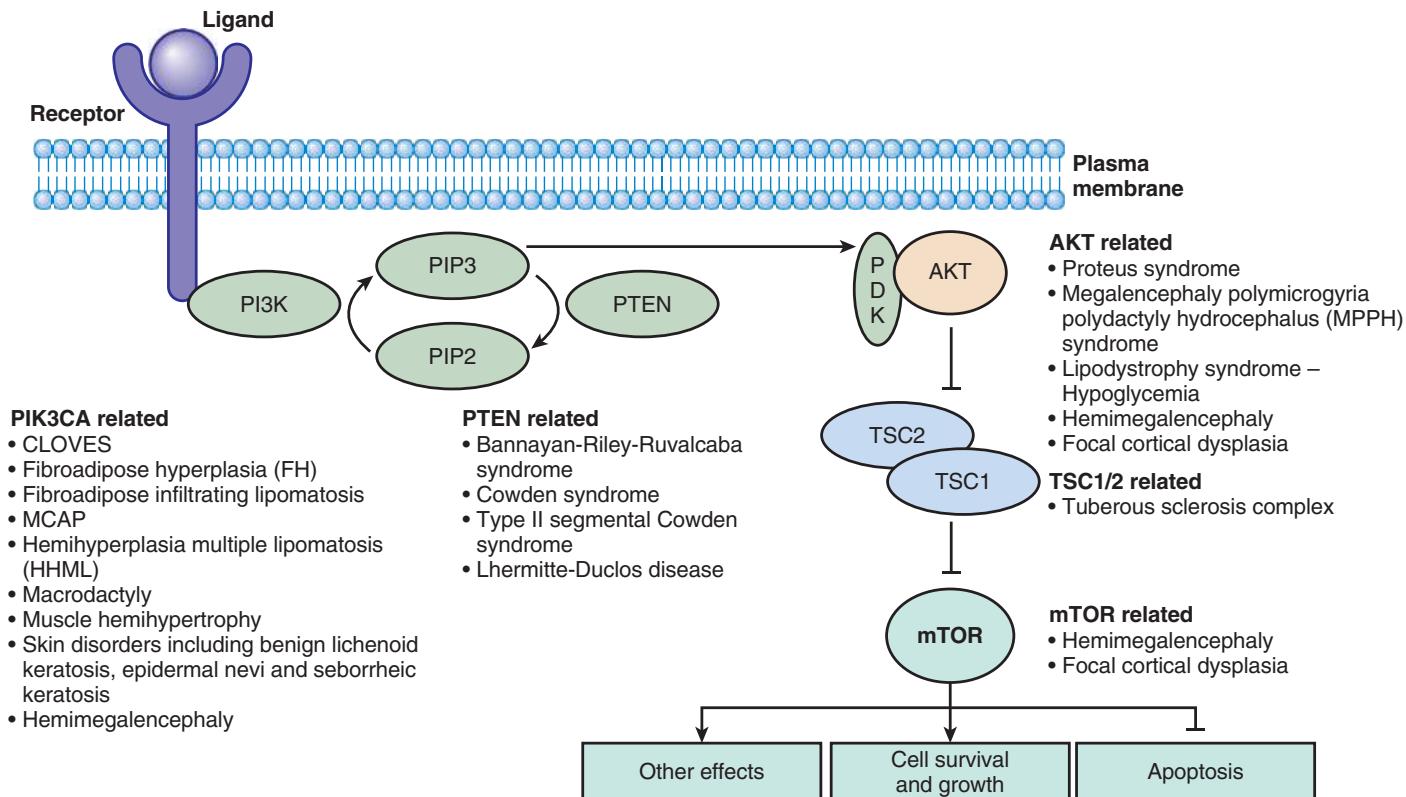 Ligand
Receptor
Plasma
membrane
PIP3
PI3K
PTEN
PIP2
P
D
K
AKT
AKT related
• Proteus syndrome
• Megalencephaly polymicrogyria
polydactyly hydrocephalus (MPPH)
syndrome
• Lipodystrophy syndrome –
Hypoglycemia
• Hemimegalencephaly
• Focal cortical dysplasia
PIK3CA related
• CLOVES
• Fibroadipose hyperplasia (FH)
• Fibroadipose infiltrating lipomatosis
• MCAP
• Hemihyperplasia multiple lipomatosis
(HHML)
• Macrodactyly
• Muscle hemihypertrophy
• Skin disorders including benign lichenoid
keratosis, epidermal nevi and seborrheic
keratosis
• Hemimegalencephaly
PTEN related
• Bannayan-Riley-Ruvalcaba
syndrome
• Cowden syndrome
• Type II segmental Cowden
syndrome
• Lhermitte-Duclos disease
TSC2
TSC1
TSC1/2 related
• Tuberous sclerosis complex
mTOR
mTOR related
• Hemimegalencephaly
• Focal cortical dysplasia
Other effects
Cell survival
and growth
Apoptosis